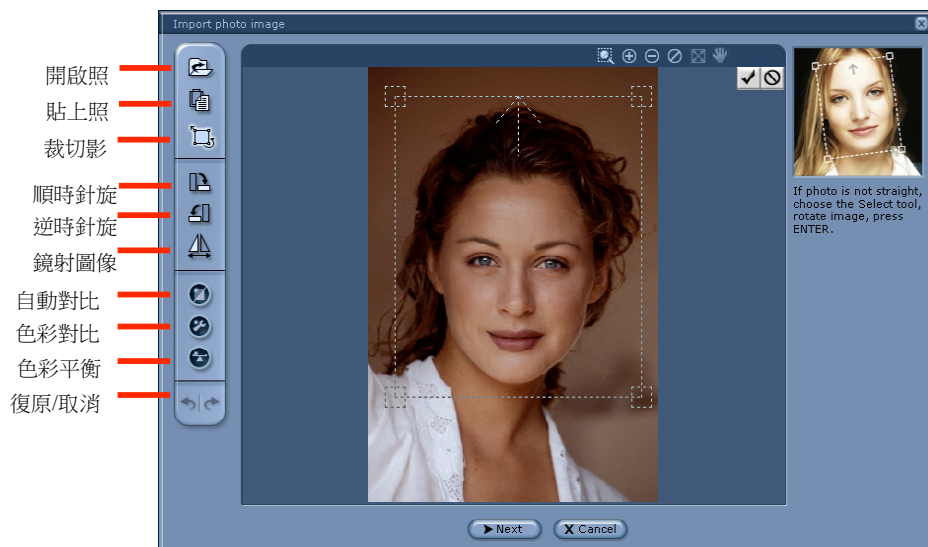 Import photo image
開啟照
貼上照
裁切影
順時針旋
逆時針旋
鏡射圖像
自動對比
色彩對比
色彩平衡
復原/取消
If photo is not straight,
choose the Select tool,
rotate image, press
ENTER.
Next
X Cancel